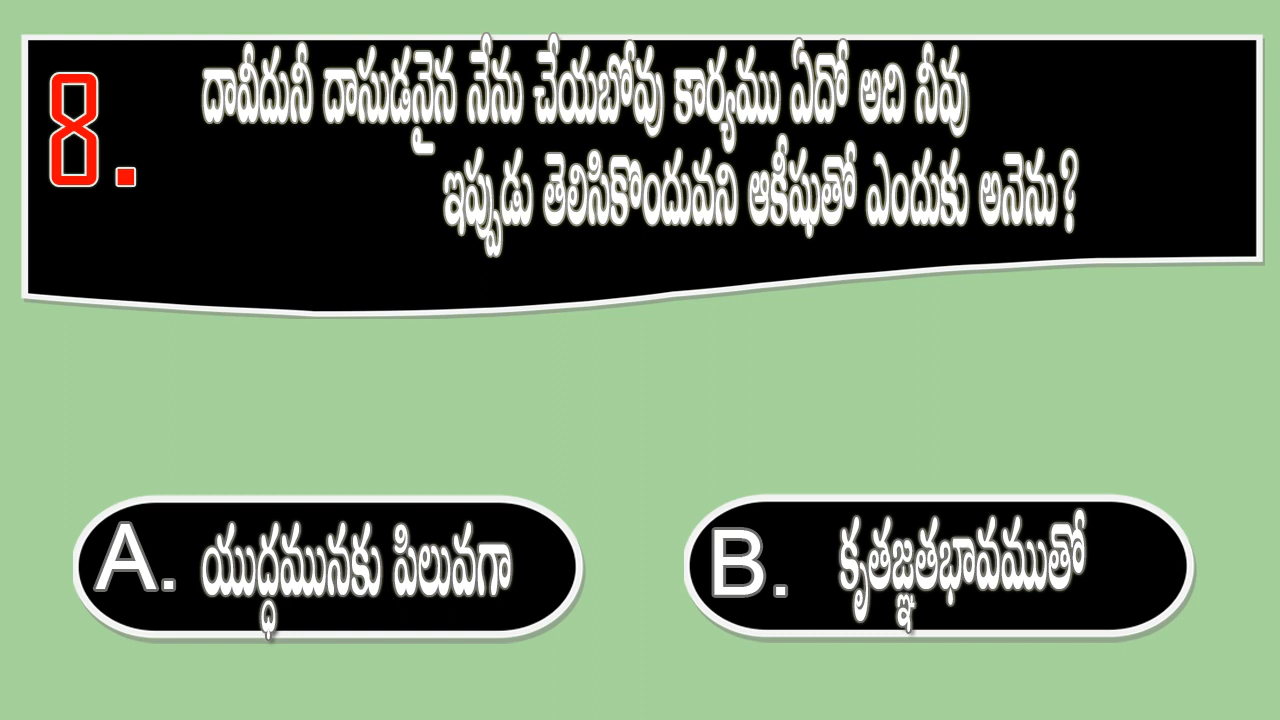 8.
దావీదునీ దాసుడనైన నేను చేయబోవు కార్యము ఏదో అది నీవు
ఇప్పుడు తెలిసికొందువని ఆకీషుతో ఎందుకు అనెను?
A. యుద్ధమునకు పిలువగా
B. కృతజ్ఞతభావముతో